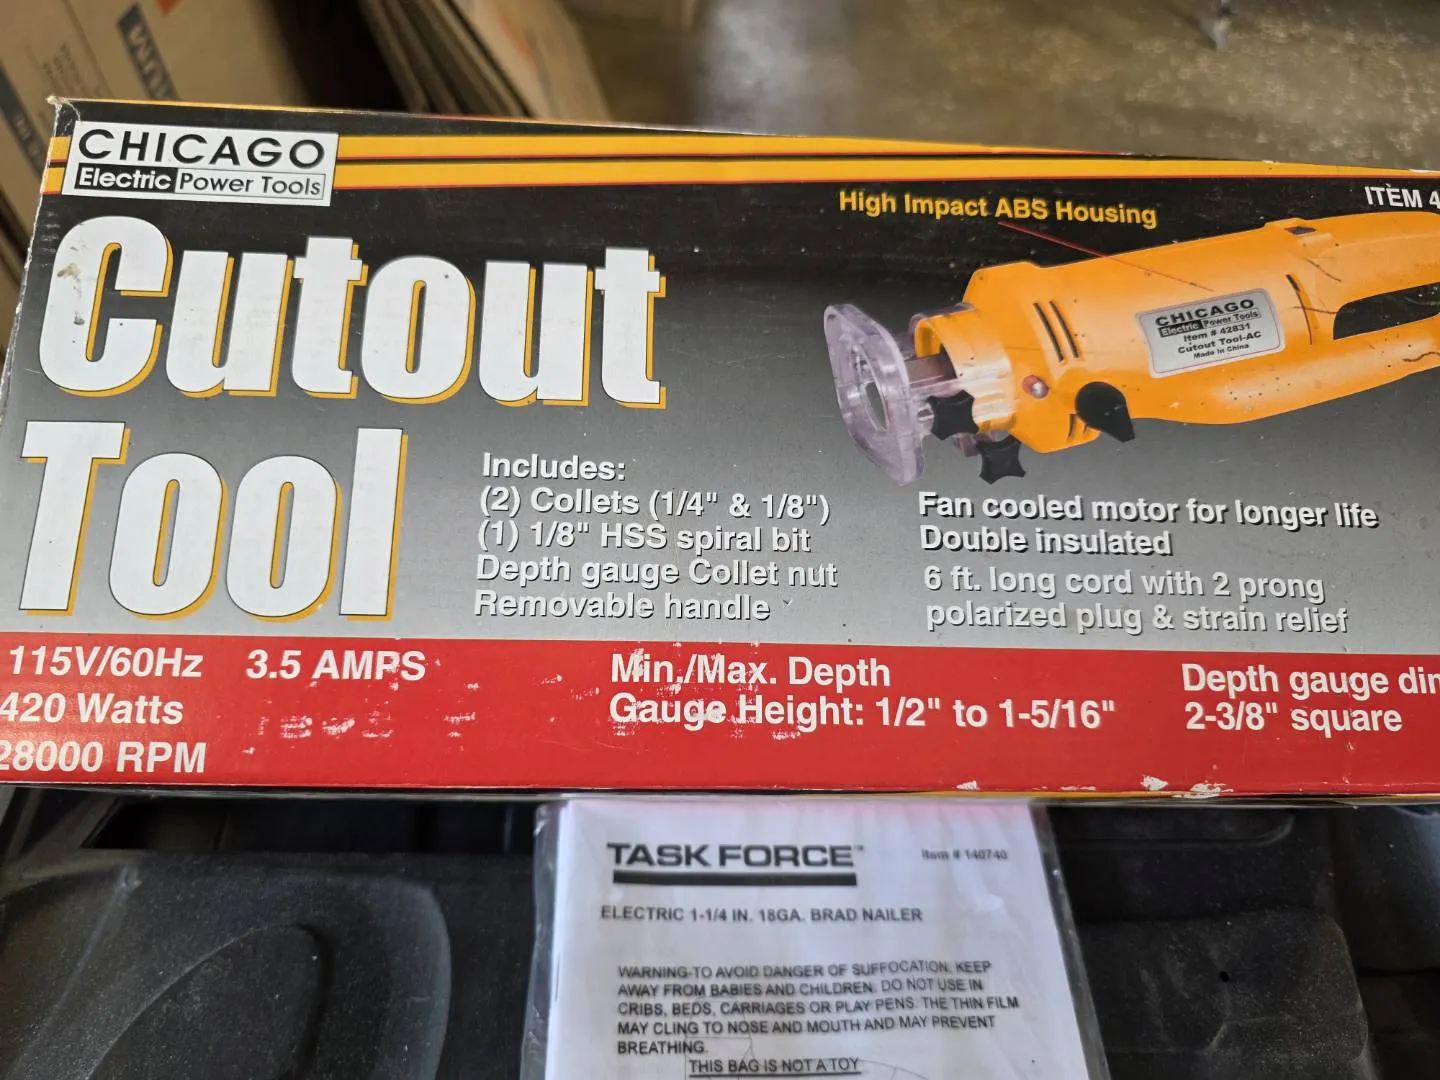 CHICAGO
Electric Power Tools
Cutout
Tool
High Impact ABS Housing
ITEM 4
CHICAGO
Electric Power Tools
Item # 42831
Cutout Tool-AC
Made In China
Includes:
(2) Collets (1/4" & 1/8")
(1) 1/8" HSS spiral bit
Depth gauge Collet nut
Removable handle
Fan cooled motor for longer life
Double insulated
6 ft. long cord with 2 prong
polarized plug & strain relief
115V/60Hz 3.5 AMPS
420 Watts
28000 RPM
Min./Max. Depth
Gauge Height: 1/2" to 1-5/16"
Depth gauge dim
2-3/8" square
TASK FORCE™
Item # 140740
ELECTRIC 1-1/4 IN. 18GA. BRAD NAILER
WARNING-TO AVOID DANGER OF SUFFOCATION, KEEP
AWAY FROM BABIES AND CHILDREN. DO NOT USE IN
CRIBS, BEDS, CARRIAGES OR PLAY PENS. THE THIN FILM
MAY CLING TO NOSE AND MOUTH AND MAY PREVENT
BREATHING.
THIS BAG IS NOT A TOY